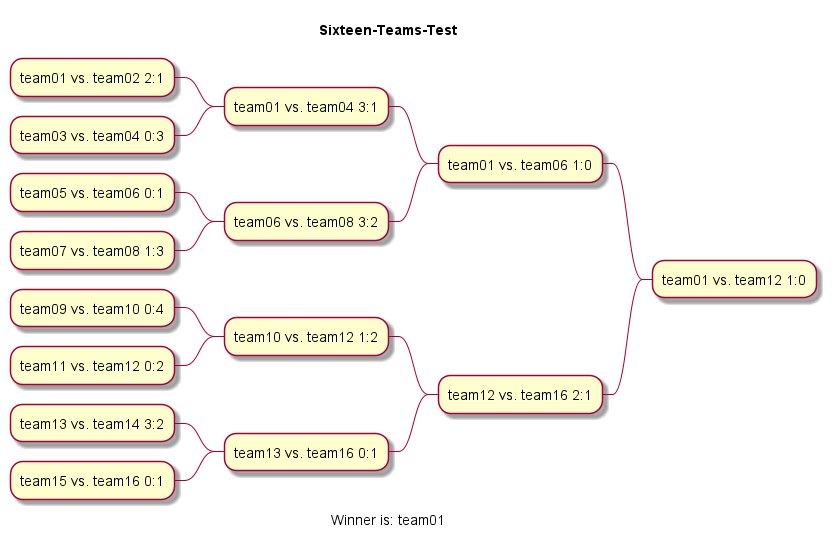 Sixteen-Teams-Test
team01 vs. team02 2:1
team03 vs. team04 0:3
team05 vs. team06 0:1
team07 vs. team08 1:3
team09 vs. team10 0:4
team11 vs. team12 0:2
team13 vs. team14 3:2
team15 vs. team16 0:1
team01 vs. team04 3:1
team06 vs. team08 3:2
team10 vs. team12 1:2
team13 vs. team16 0:1
team01 vs. team06 1:0
team12 vs. team16 2:1
team01 vs. team12 1:0
Winner is: team01